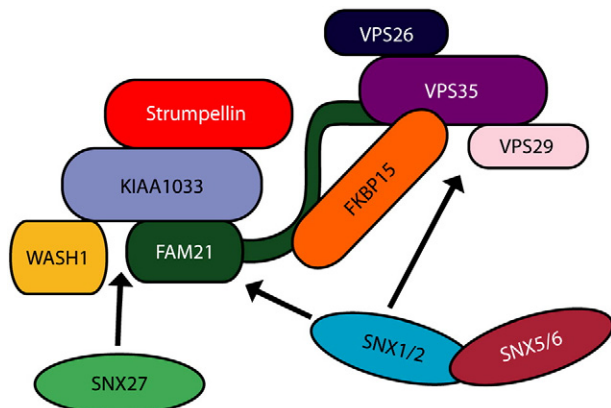 VPS26
VPS35
Strumpellin
VPS29
KIAA1033
FKBP15
WASH1
FAM21
SNX1/2
SNX5/6
SNX27